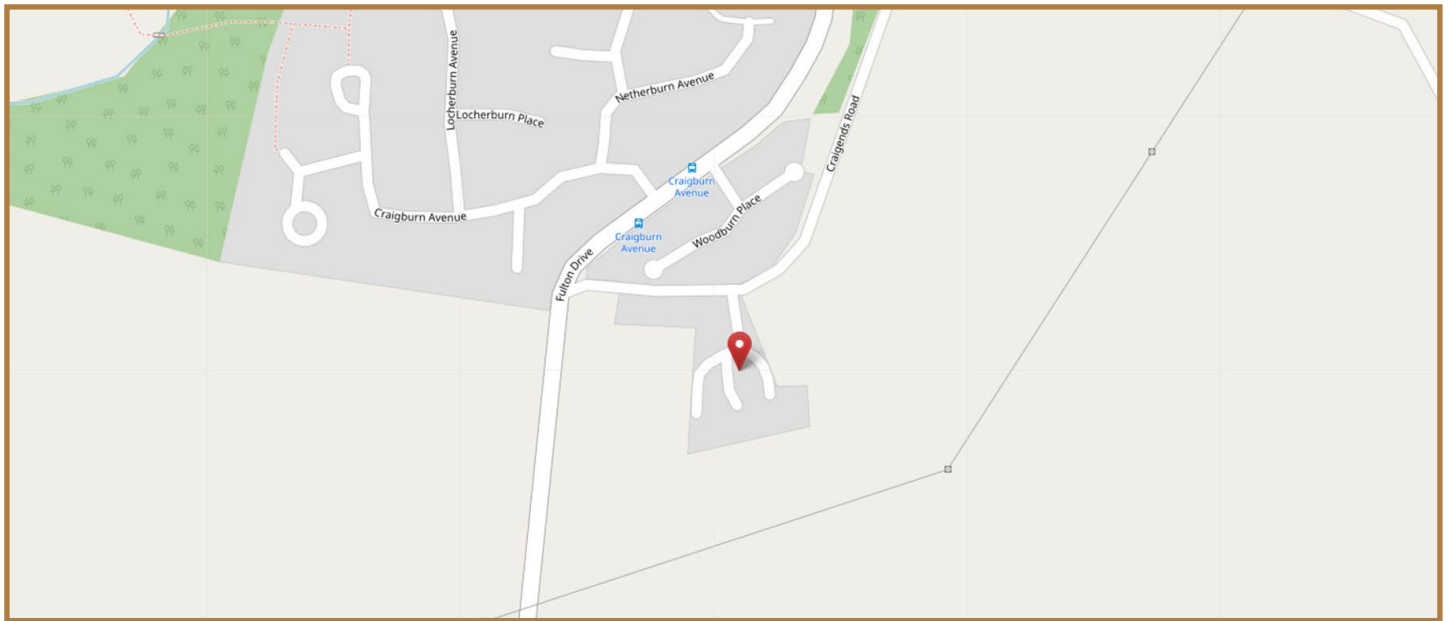 Locherburn Avenue
Netherburn Avenue
Locherburn Place
Craigends Road
Craigburn
Avenue
Craigburn Avenue
Woodburn Place
Craigburn
Avenue
Fulton Drive